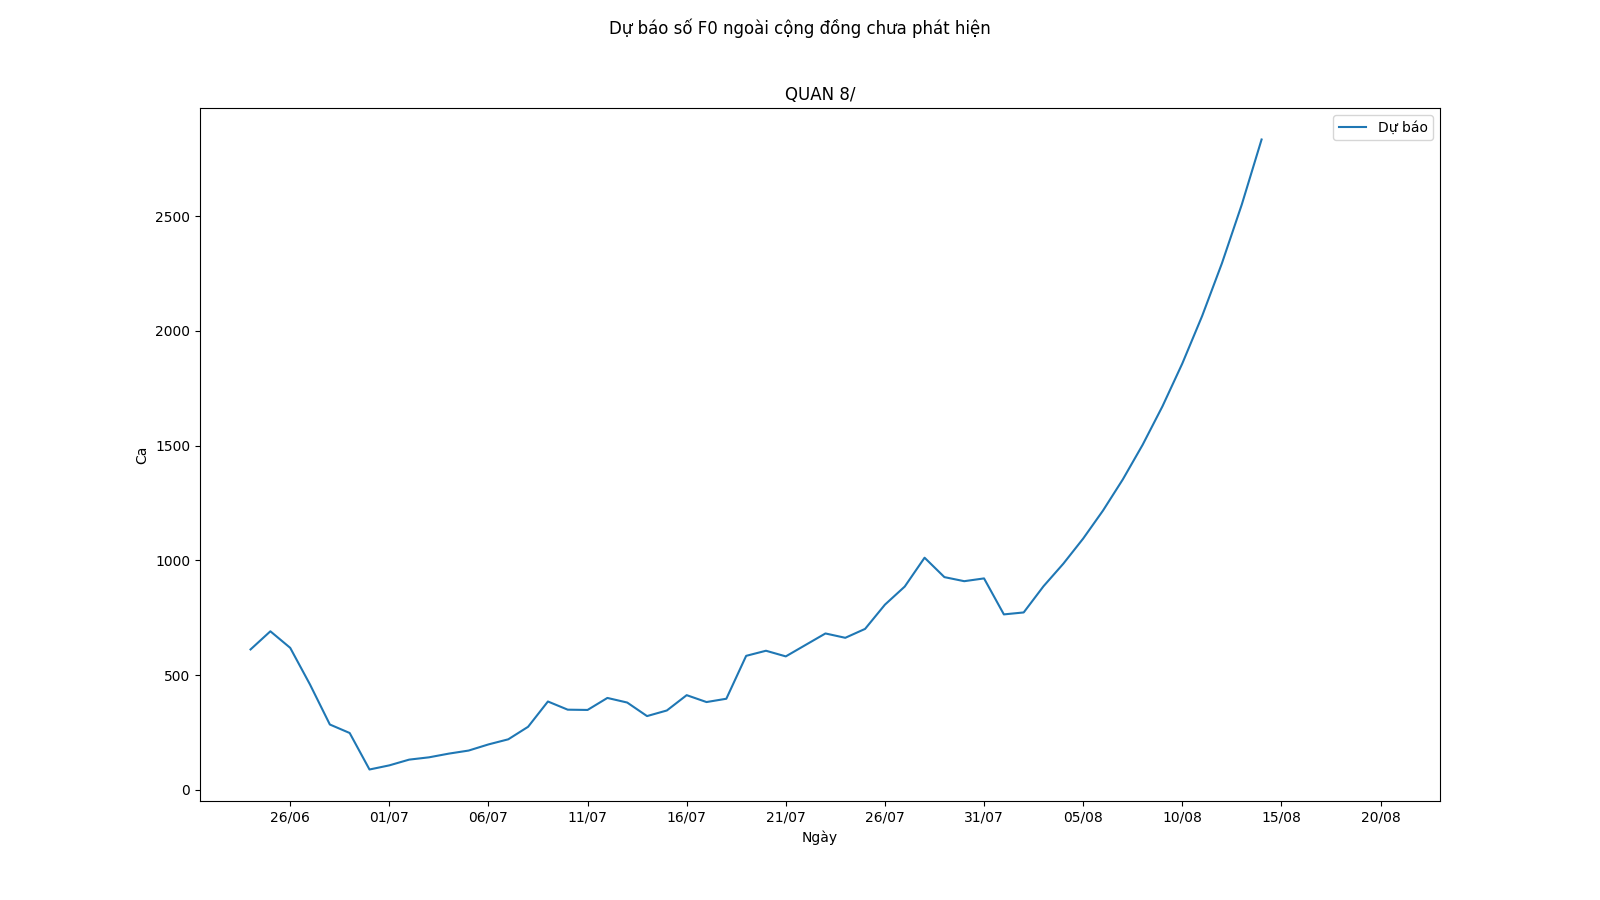 Dự báo số F0 ngoài cộng đồng chưa phát hiện
QUAN 8/
Dự báo
2500
2000
1500
1000
500
0
Ca
26/06 01/07 06/07 11/07 16/07 21/07 26/07 31/07 05/08 10/08 15/08 20/08
Ngày